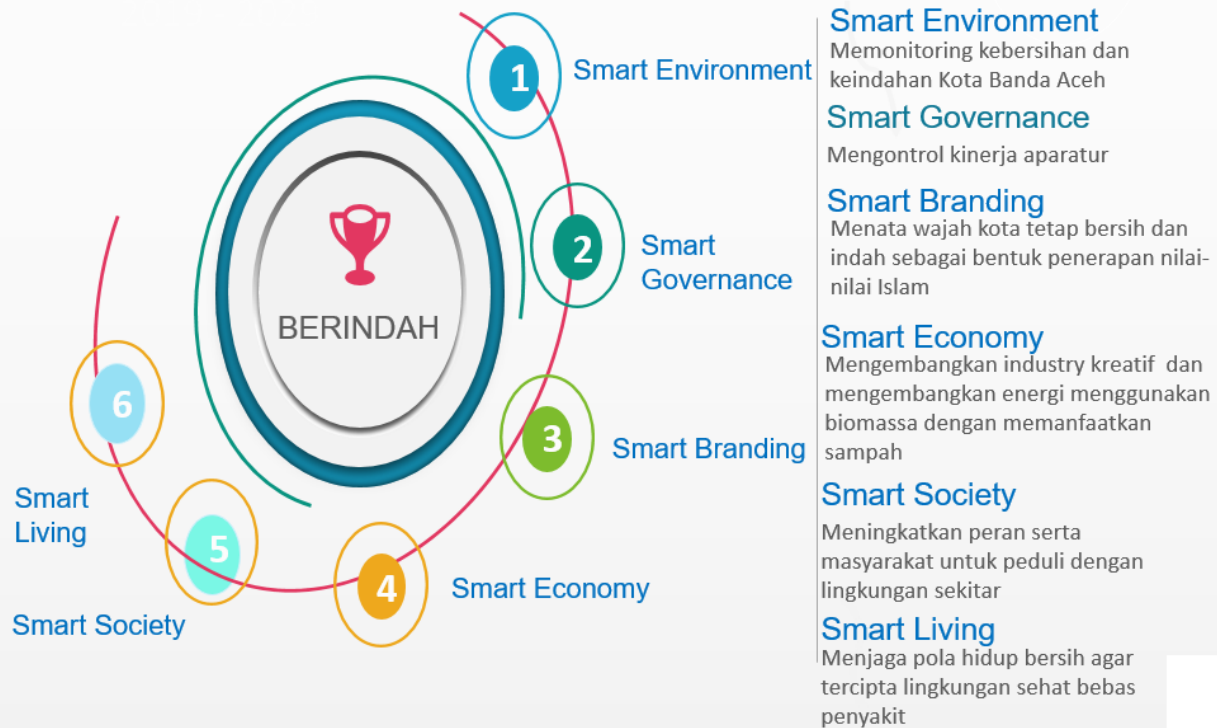 1
Smart Environment
2
Smart
Governance
3
Smart Branding
4
Smart Economy
5
Smart Society
6
Smart
Living
BERINDAH
Smart Environment
Memonitoring kebersihan dan
keindahan Kota Banda Aceh
Smart Governance
Mengontrol kinerja aparatur
Smart Branding
Menata wajah kota tetap bersih dan
indah sebagai bentuk penerapan nilai-
nilai Islam
Smart Economy
Mengembangkan industry kreatif  dan
mengembangkan energi menggunakan
biomassa dengan memanfaatkan
sampah
Smart Society
Meningkatkan peran serta
masyarakat untuk peduli dengan
lingkungan sekitar
Smart Living
Menjaga pola hidup bersih agar
tercipta lingkungan sehat bebas
penyakit